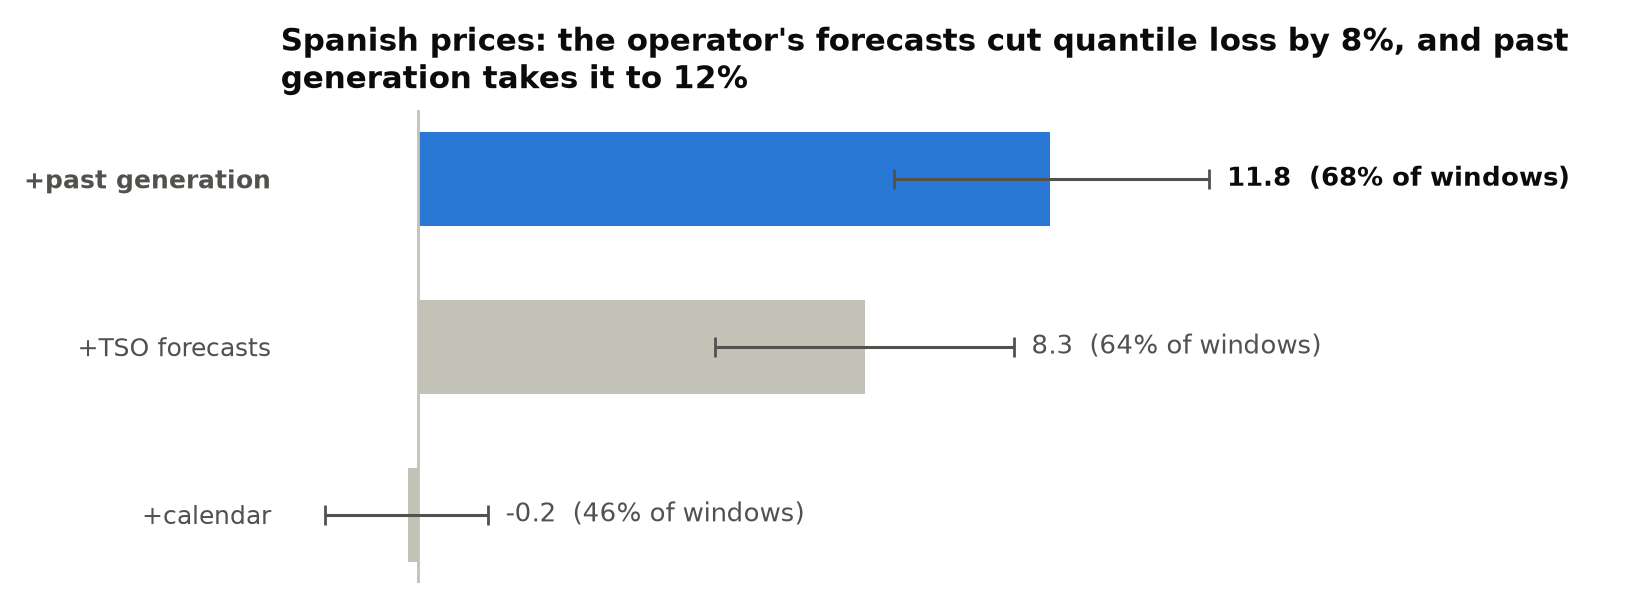 Spanish prices: the operator's forecasts cut quantile loss by 8%, and past
generation takes it to 12%
+past generation
11.8  (68% of windows)
+TSO forecasts
8.3  (64% of windows)
+calendar
-0.2  (46% of windows)